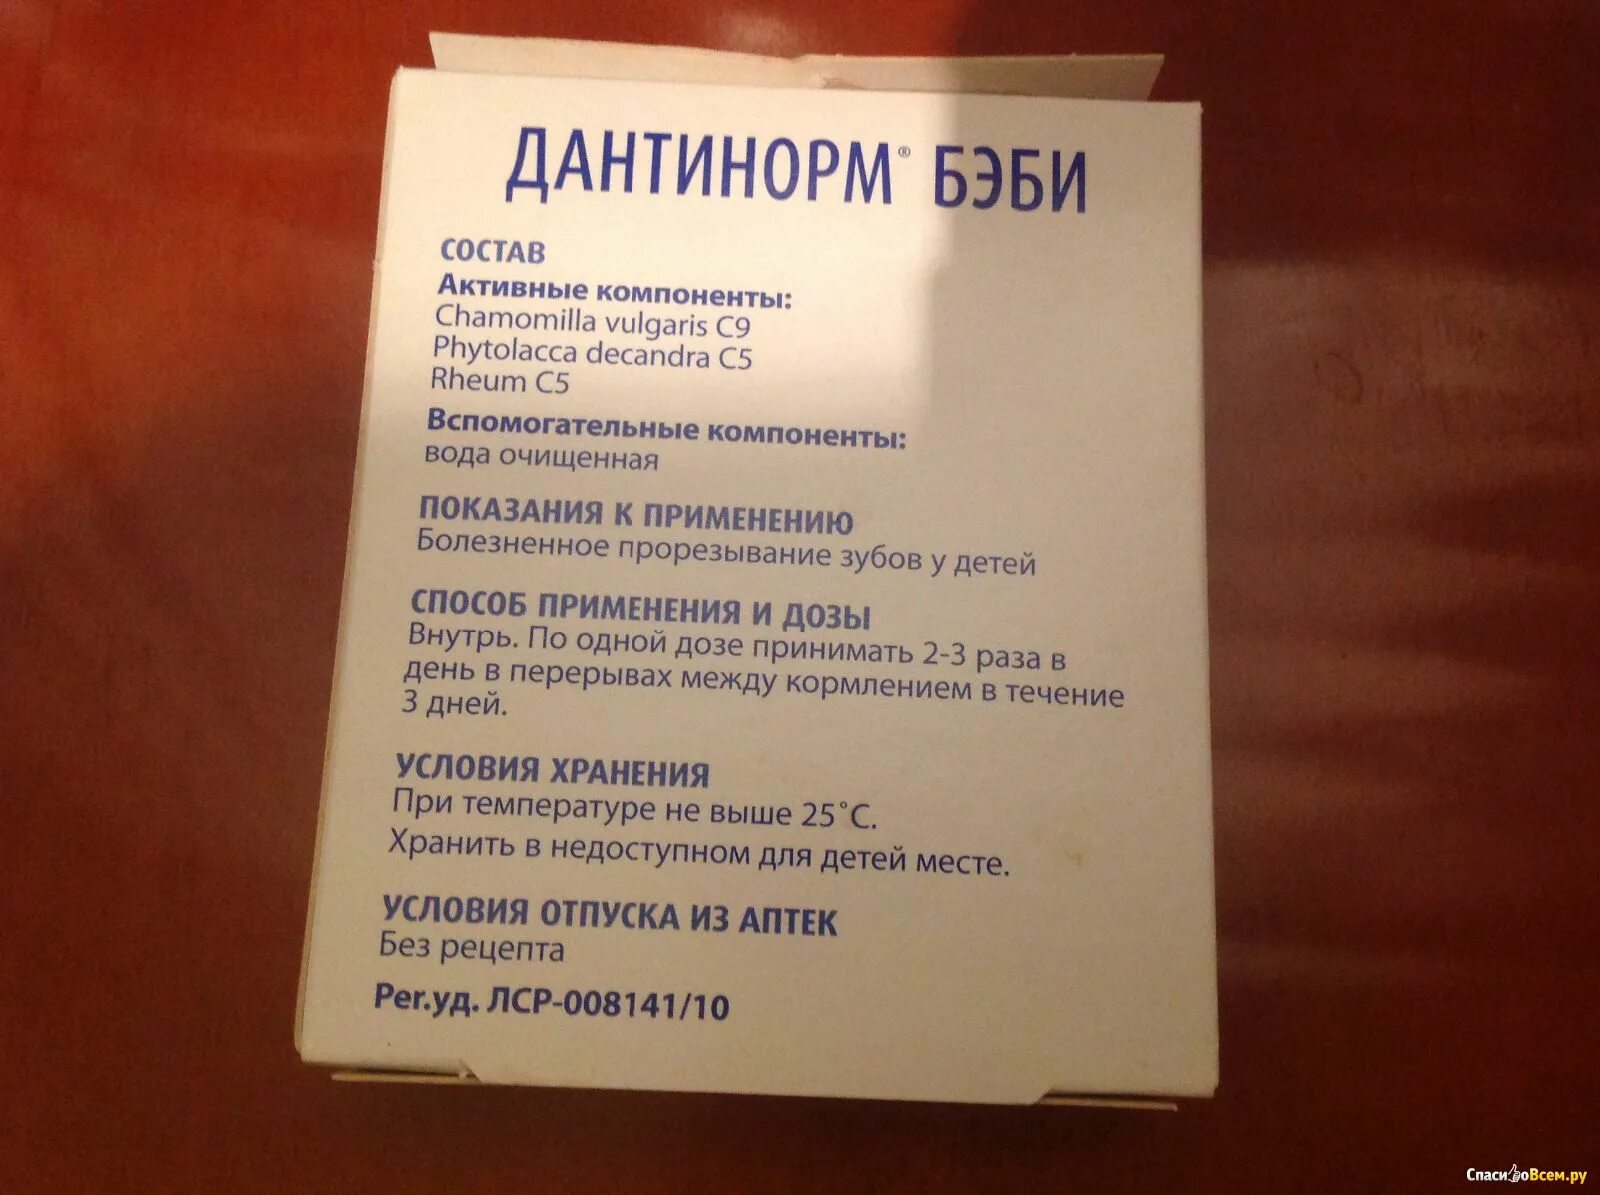 ДАНТИНОРМ® БЭБИ
СОСТАВ
Активные компоненты:
Chamomilla vulgaris C9
Phytolacca decandra C5
Rheum C5
Вспомогательные компоненты:
вода очищенная
ПОКАЗАНИЯ К ПРИМЕНЕНИЮ
Болезненное прорезывание зубов у детей
СПОСОБ ПРИМЕНЕНИЯ И ДОЗЫ
Внутрь. По одной дозе принимать 2-3 раза в
день в перерывах между кормлением в течение
3 дней.
УСЛОВИЯ ХРАНЕНИЯ
При температуре не выше 25˚С.
Хранить в недоступном для детей месте.
УСЛОВИЯ ОТПУСКА ИЗ АПТЕК
Без рецепта
Рег.уд. ЛСР-008141/10
СпасибоВсем.ру